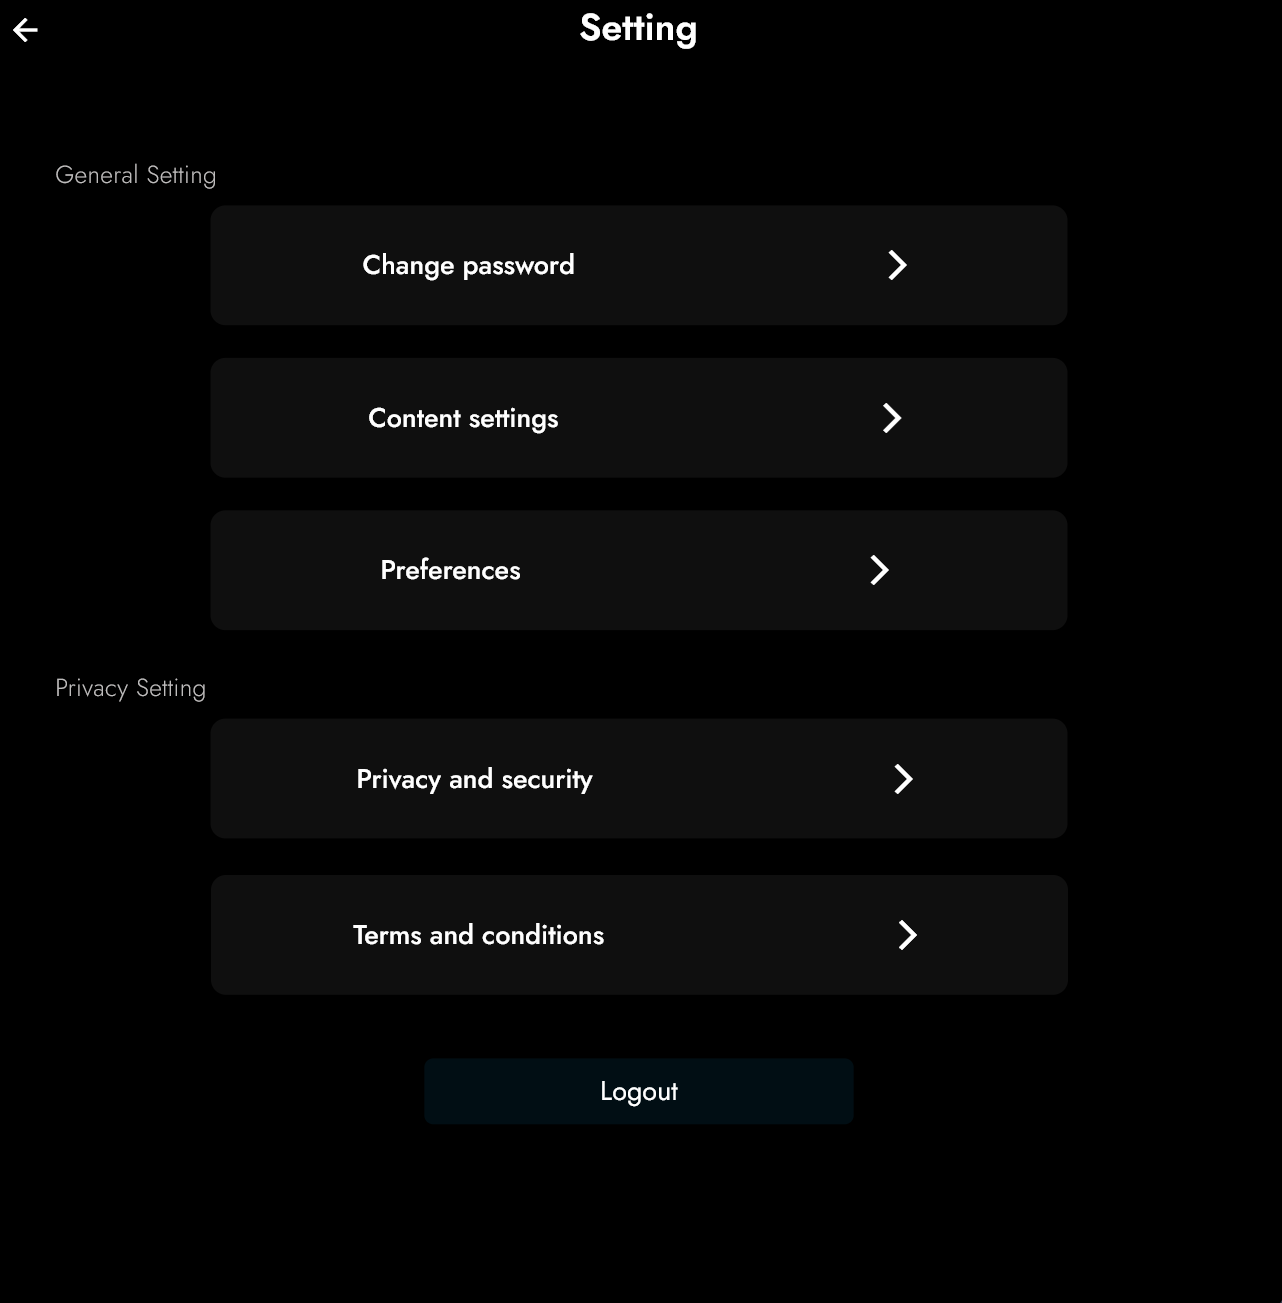 Setting
General Setting
Change password
Content settings
Preferences
Privacy Setting
Privacy and security
Terms and conditions
Logout